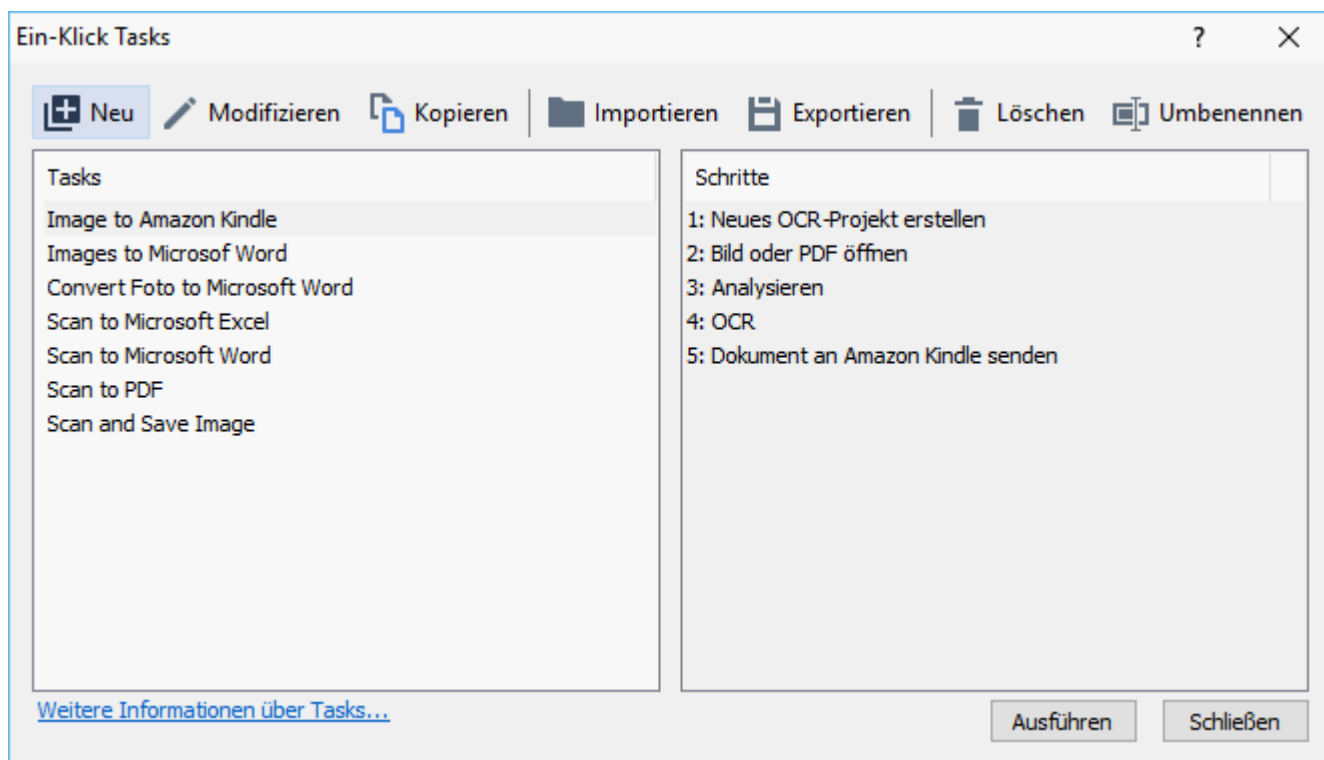 Ein-Klick Tasks
Neu Modifizieren Kopieren Importieren Exportieren Löschen Umbenennen
Tasks
Image to Amazon Kindle
Images to Microsof Word
Convert Foto to Microsoft Word
Scan to Microsoft Excel
Scan to Microsoft Word
Scan to PDF
Scan and Save Image
Schritte
1: Neues OCR-Projekt erstellen
2: Bild oder PDF öffnen
3: Analysieren
4: OCR
5: Dokument an Amazon Kindle senden
Weitere Informationen über Tasks...
Ausführen Schließen